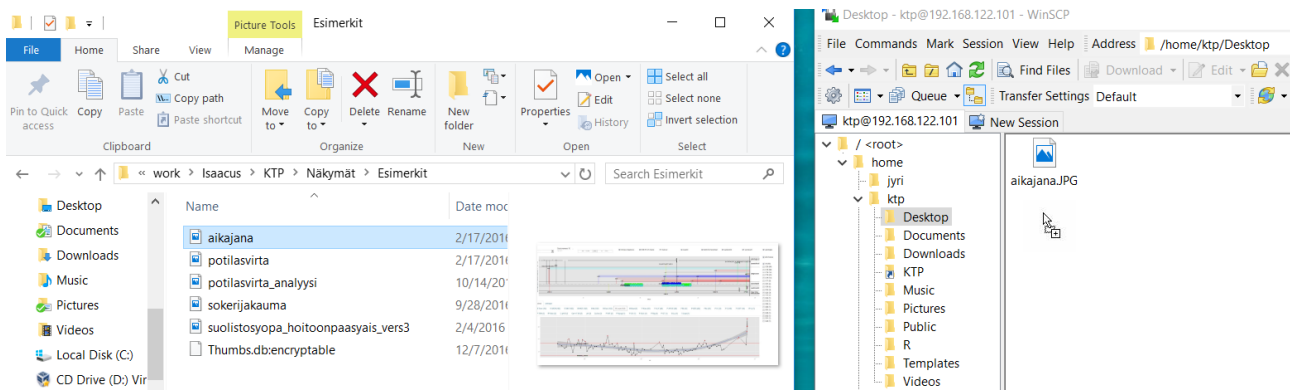 Picture Tools Esimerkit
File Home Share View Manage
Pin to Quick access
Copy
Paste
Cut
Copy path
Paste shortcut
Clipboard
Move to
Copy to
Delete
Rename
Organize
New folder
New
Properties
Open
Edit
History
Open
Select all
Select none
Invert selection
Select
« work > Isaacus > KTP > Näkymät > Esimerkit
Search Esimerkit
Desktop
Documents
Downloads
Music
Pictures
Videos
Local Disk (C:)
CD Drive (D:) Vir
Name Date mod
aikajana 2/17/2016
potilasvirta 2/17/2016
potilasvirta_analyysi 10/14/201
sokerijakauma 9/28/2016
suolistosyopa_hoitoonpaasyais_vers3 2/4/2016
Thumbs.db:encryptable 12/7/2016
Desktop - ktp@192.168.122.101 - WinSCP
File Commands Mark Session View Help Address /home/ktp/Desktop
Find Files Download Edit
Queue Transfer Settings Default
ktp@192.168.122.101 New Session
/ <root>
home
jyri
ktp
Desktop
Documents
Downloads
KTP
Music
Pictures
Public
R
Templates
Videos
aikajana.JPG